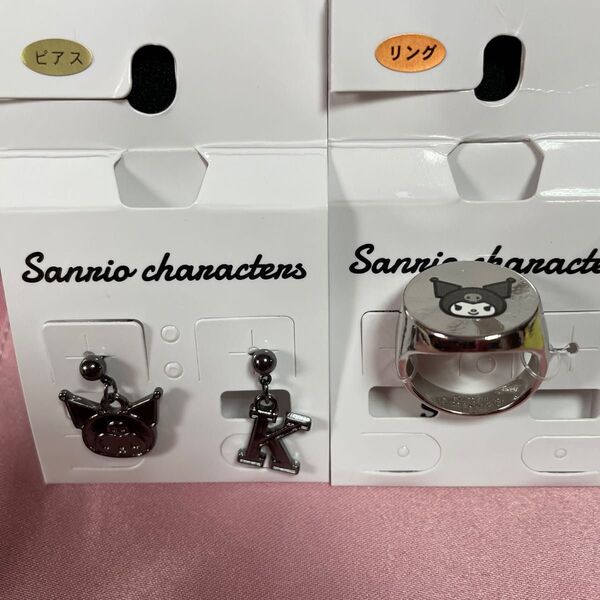 ピアス
リング
Sanrio characters
Sanrio characte
K